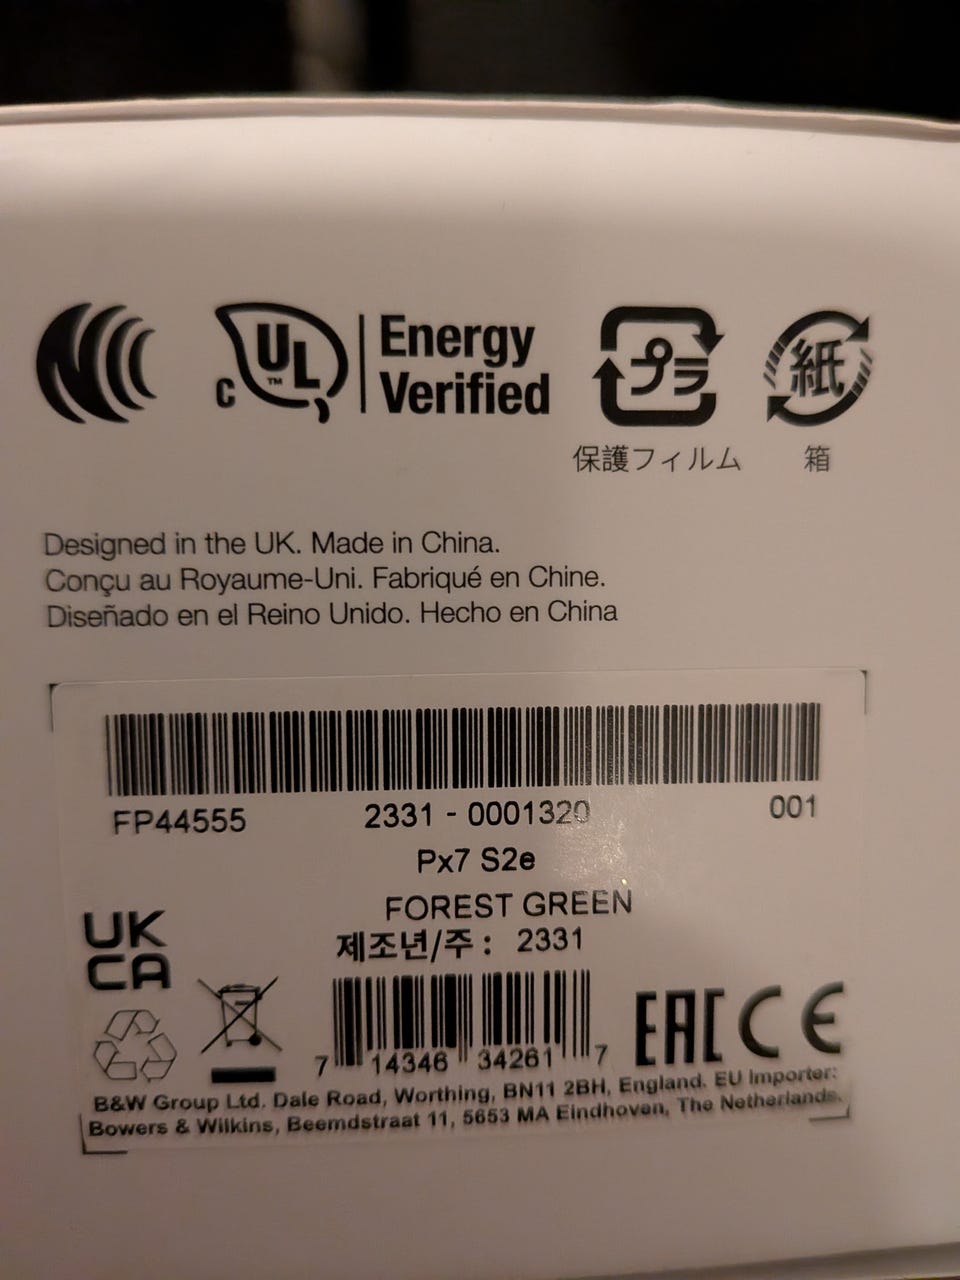 C UL™ Energy
Verified
プラ
紙
保護フィルム
箱
Designed in the UK. Made in China.
Conçu au Royaume-Uni. Fabriqué en Chine.
Diseñado en el Reino Unido. Hecho en China
FP44555 2331 - 0001320 001
Px7 S2e
FOREST GREEN
제조년/주 : 2331
UK
CA
EAC CE
7 14346 34261 7
B&W Group Ltd. Dale Road, Worthing, BN11 2BH, England. EU Importer:
Bowers & Wilkins, Beemdstraat 11, 5653 MA Eindhoven, The Netherlands.